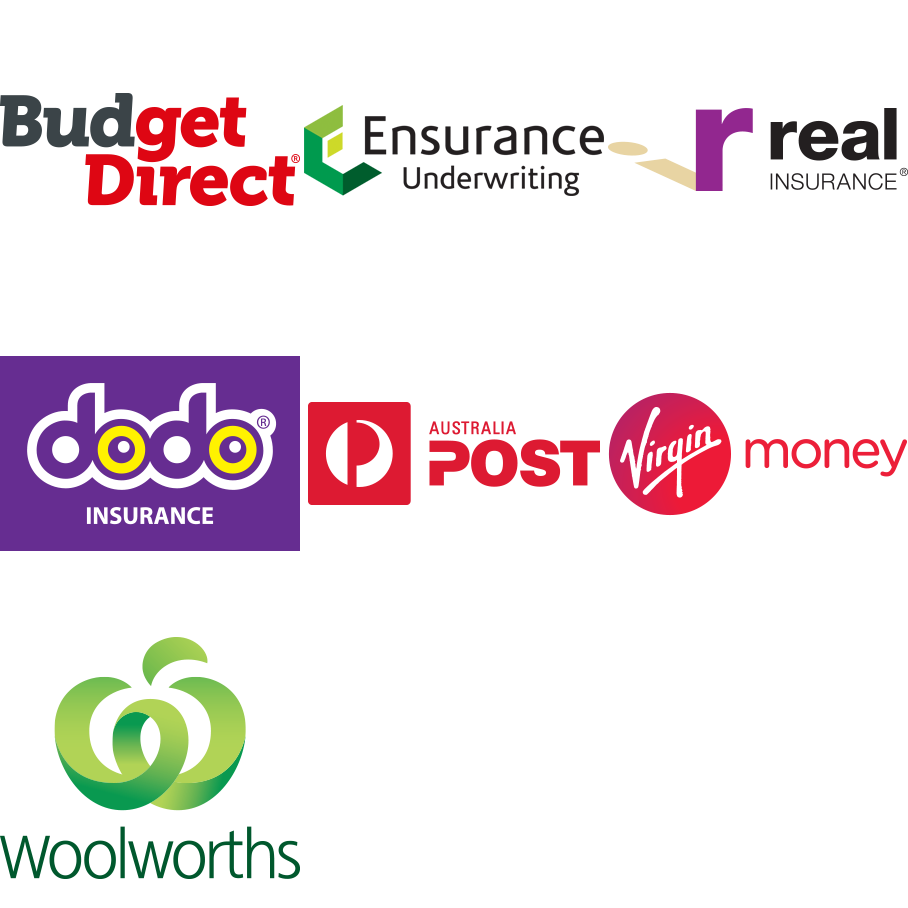 Budget
Direct®
Ensurance
Underwriting
r real
INSURANCE®
dodo®
INSURANCE
AUSTRALIA
POST
Virgin money
Woolworths